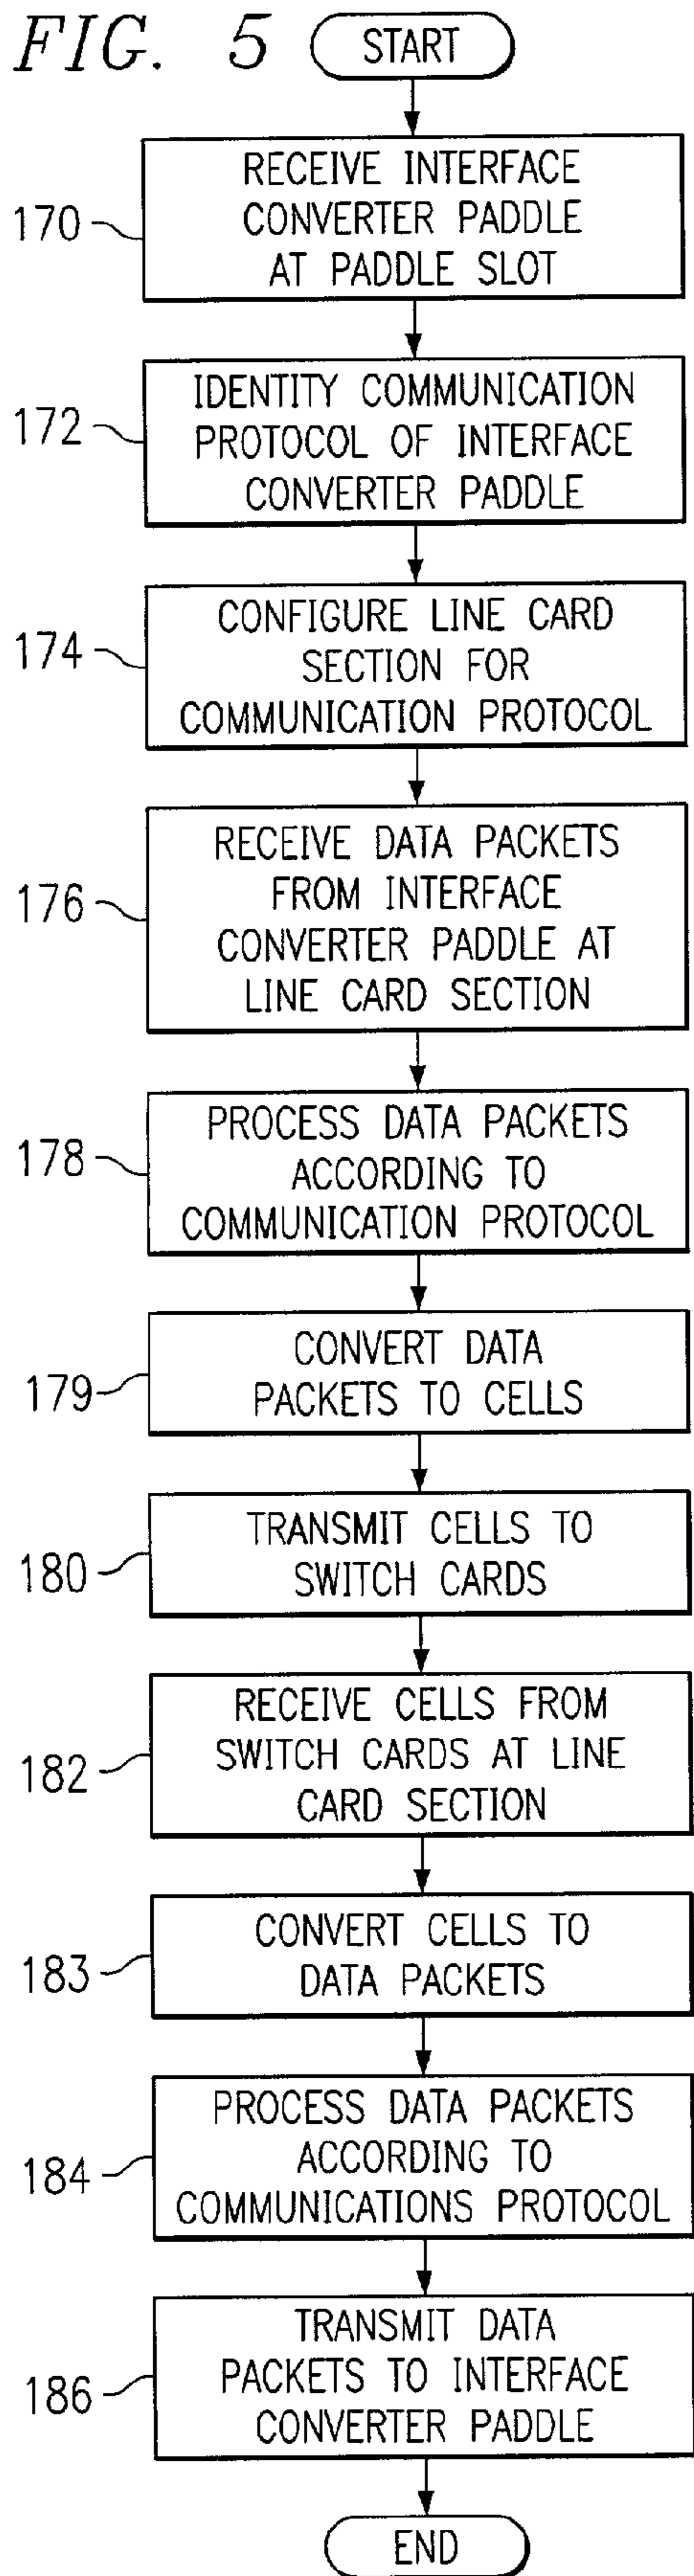 FIG. 5
START
170
RECEIVE INTERFACE
CONVERTER PADDLE
AT PADDLE SLOT
172
IDENTITY COMMUNICATION
PROTOCOL OF INTERFACE
CONVERTER PADDLE
174
CONFIGURE LINE CARD
SECTION FOR
COMMUNICATION PROTOCOL
176
RECEIVE DATA PACKETS
FROM INTERFACE
CONVERTER PADDLE AT
LINE CARD SECTION
178
PROCESS DATA PACKETS
ACCORDING TO
COMMUNICATION PROTOCOL
179
CONVERT DATA
PACKETS TO CELLS
180
TRANSMIT CELLS TO
SWITCH CARDS
182
RECEIVE CELLS FROM
SWITCH CARDS AT LINE
CARD SECTION
183
CONVERT CELLS TO
DATA PACKETS
184
PROCESS DATA PACKETS
ACCORDING TO
COMMUNICATIONS PROTOCOL
186
TRANSMIT DATA
PACKETS TO INTERFACE
CONVERTER PADDLE
END